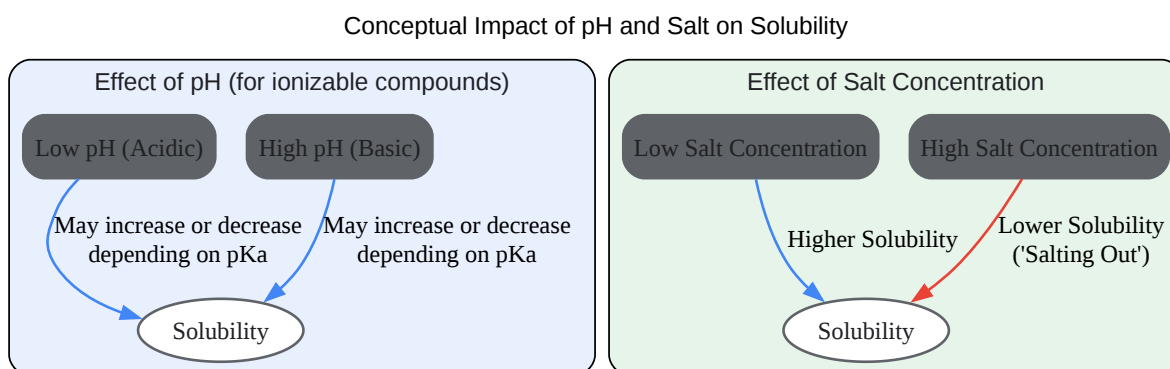 Conceptual Impact of pH and Salt on Solubility
Effect of pH (for ionizable compounds)
Low pH (Acidic)
High pH (Basic)
May increase or decrease
depending on pKa
May increase or decrease
depending on pKa
Solubility
Effect of Salt Concentration
Low Salt Concentration
High Salt Concentration
Higher Solubility
Lower Solubility
('Salting Out')
Solubility